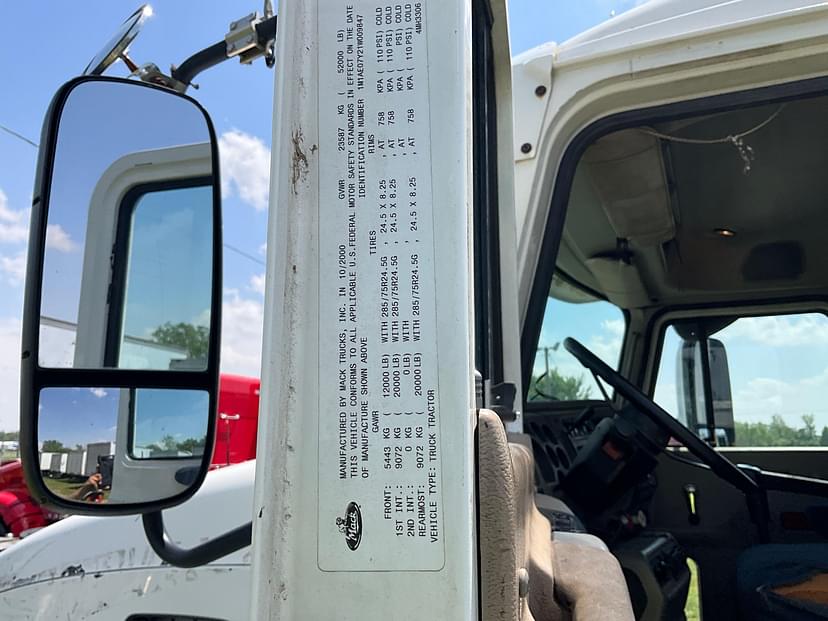 MANUFACTURED BY MACK TRUCKS, INC. IN 10/2000 GVWR 23587 KG ( 52000 LB)
THIS VEHICLE CONFORMS TO ALL APPLICABLE U.S.FEDERAL MOTOR SAFETY STANDARDS IN EFFECT ON THE DATE
OF MANUFACTURE SHOWN ABOVE IDENTIFICATION NUMBER 1M1AE07Y21W009847
GAWR TIRES RIMS
FRONT: 5443 KG ( 12000 LB) WITH 285/75R24.5G , 24.5 X 8.25 , AT 758 KPA ( 110 PSI) COLD
1ST INT.: 9072 KG ( 20000 LB) WITH 285/75R24.5G , 24.5 X 8.25 , AT 758 KPA ( 110 PSI) COLD
2ND INT.: 0 KG ( 0 LB) WITH , , AT KPA ( PSI) COLD
REARMOST: 9072 KG ( 20000 LB) WITH 285/75R24.5G , 24.5 X 8.25 , AT 758 KPA ( 110 PSI) COLD
VEHICLE TYPE: TRUCK TRACTOR 4MH3306
Mack